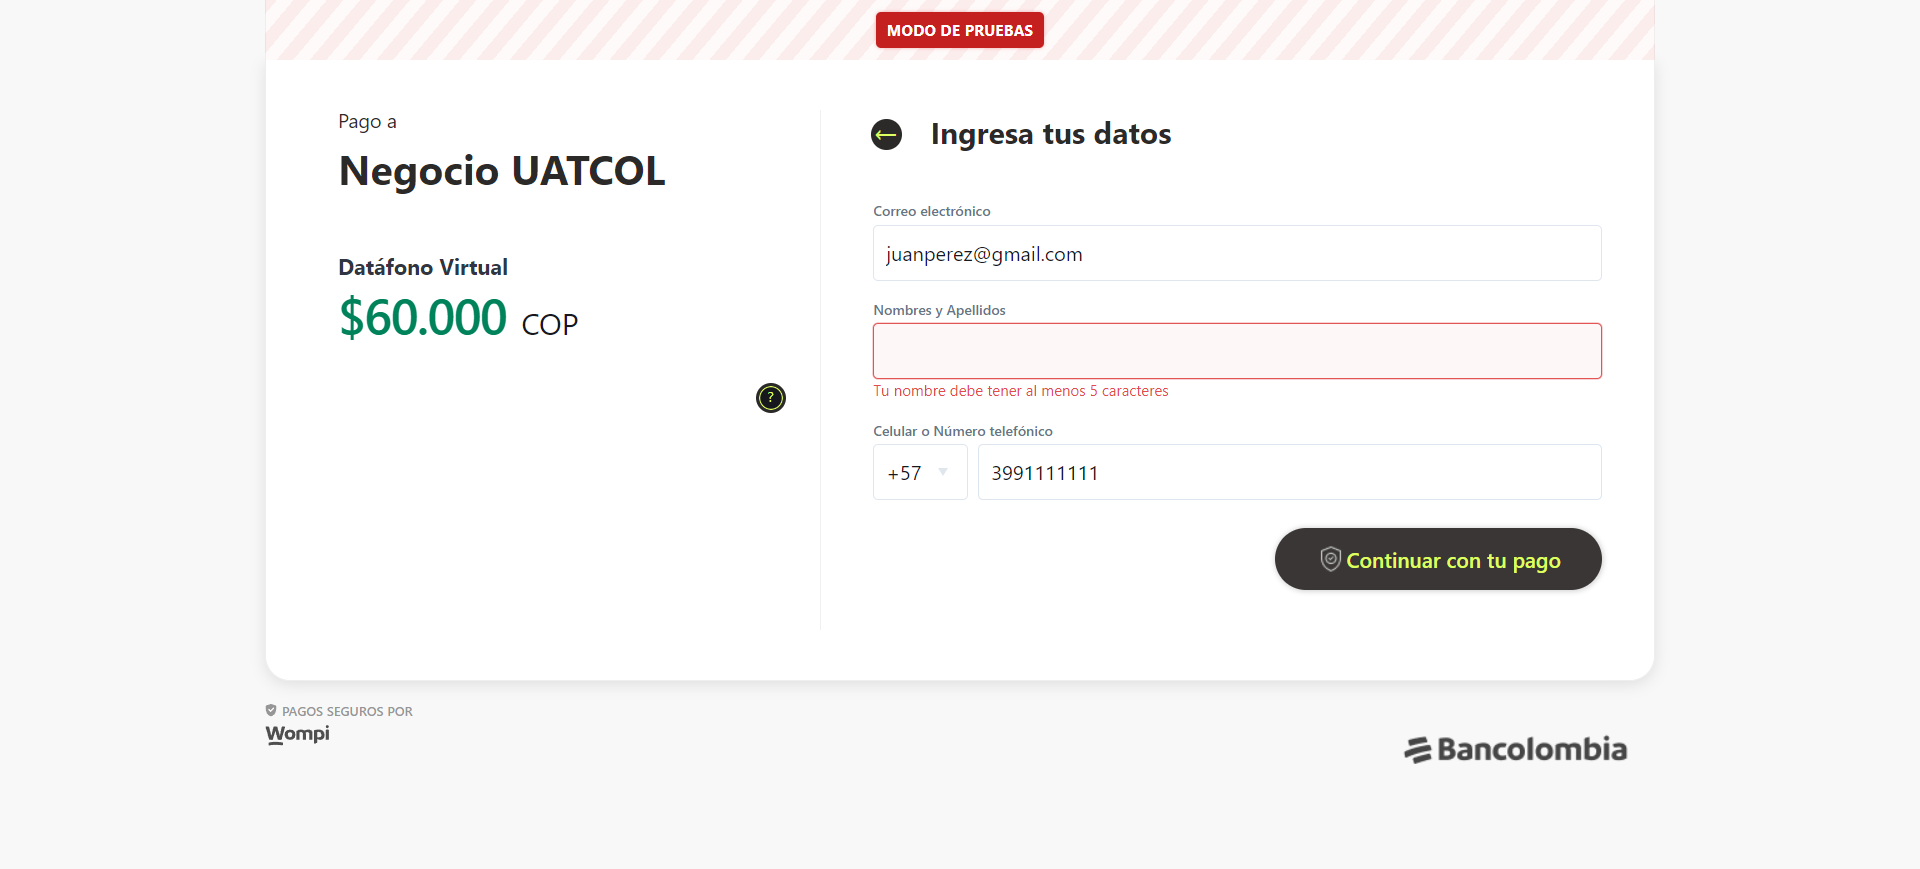 MODO DE PRUEBAS
Pago a
Negocio UATCOL
Datáfono Virtual
$60.000 COP
?
Ingresa tus datos
Correo electrónico
juanperez@gmail.com
Nombres y Apellidos
Tu nombre debe tener al menos 5 caracteres
Celular o Número telefónico
+57 3991111111
Continuar con tu pago
PAGOS SEGUROS POR
Wompi
Bancolombia